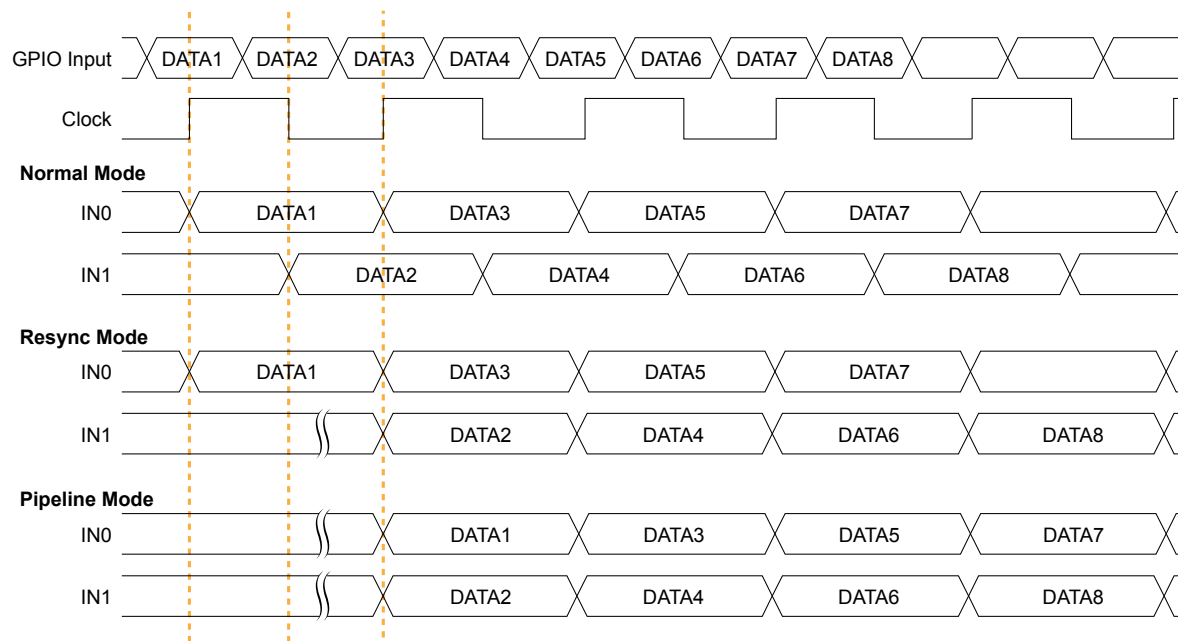 GPIO Input DATA1 DATA2 DATA3 DATA4 DATA5 DATA6 DATA7 DATA8
Clock
Normal Mode
IN0 DATA1 DATA3 DATA5 DATA7
IN1 DATA2 DATA4 DATA6 DATA8
Resync Mode
IN0 DATA1 DATA3 DATA5 DATA7
IN1 DATA2 DATA4 DATA6 DATA8
Pipeline Mode
IN0 DATA1 DATA3 DATA5 DATA7
IN1 DATA2 DATA4 DATA6 DATA8